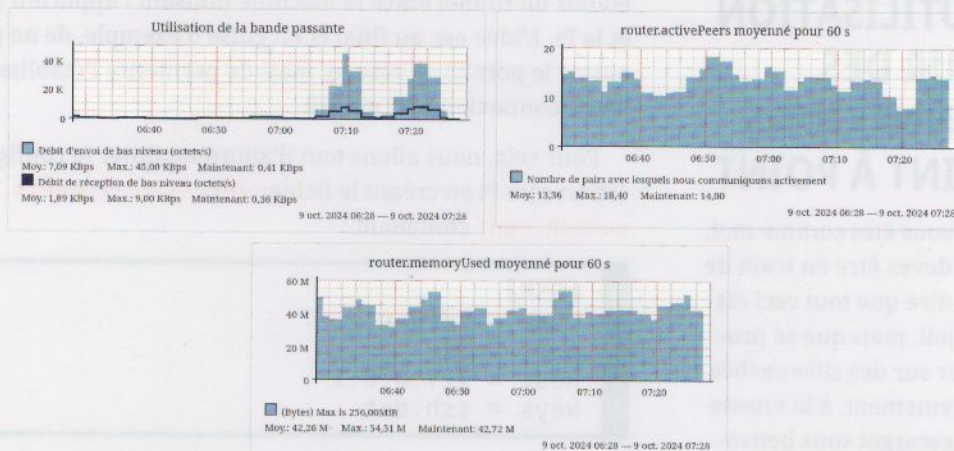 Utilisation de la bande passante
40 K
20 K
0
06:40 06:50 07:00 07:10 07:20
Débit d'envoi de bas niveau (octets/s)
Moy.: 7,09 KBps Max.: 45,00 KBps Maintenant: 0,41 KBps
Débit de réception de bas niveau (octets/s)
Moy.: 1,89 KBps Max.: 9,00 KBps Maintenant: 0,36 KBps
9 oct. 2024 06:28 — 9 oct. 2024 07:28
router.activePeers moyenné pour 60 s
20
10
0
06:40 06:50 07:00 07:10 07:20
Nombre de pairs avec lesquels nous communiquons activement
Moy.: 13,36 Max.: 18,40 Maintenant: 14,00
9 oct. 2024 06:28 — 9 oct. 2024 07:28
router.memoryUsed moyenné pour 60 s
60 M
40 M
20 M
0
06:40 06:50 07:00 07:10 07:20
(Bytes) Max is 256,00MiB
Moy.: 42,26 M Max.: 54,51 M Maintenant: 42,72 M
9 oct. 2024 06:28 — 9 oct. 2024 07:28